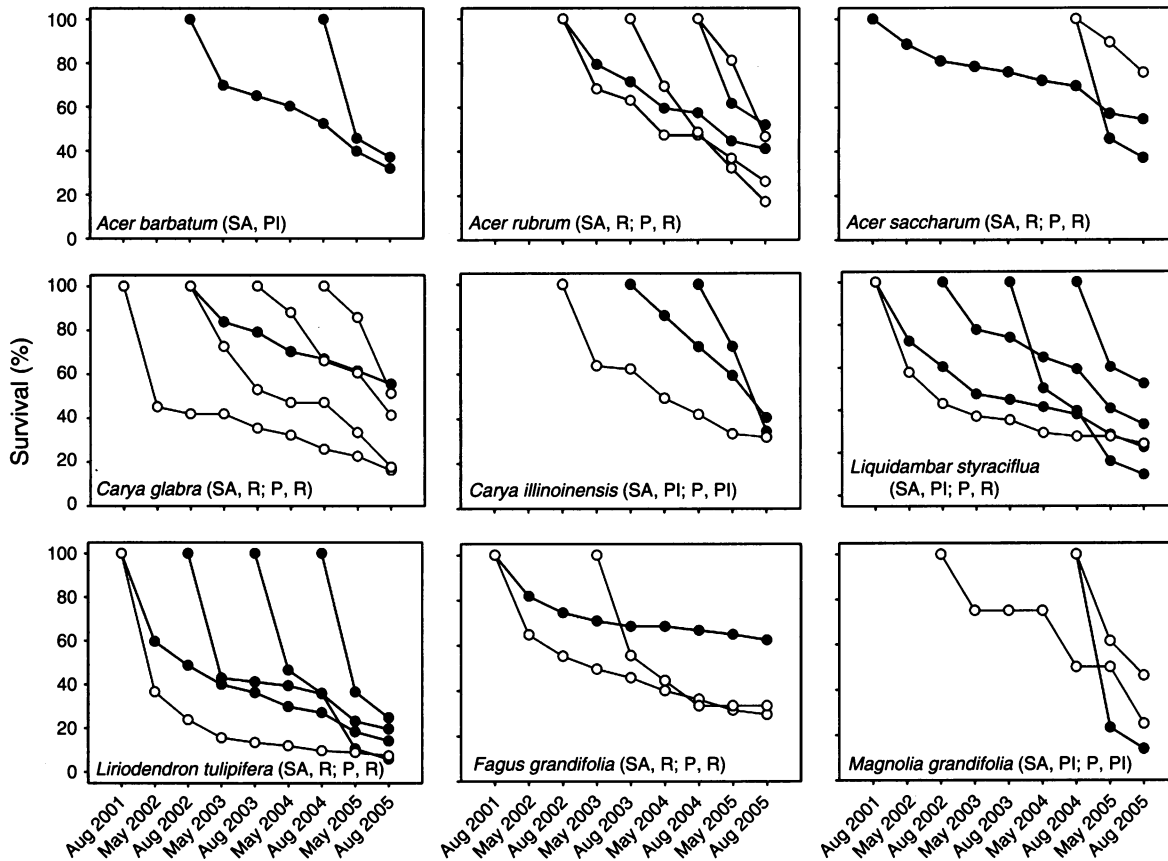 100
80
60
40
20
0
Acer barbatum (SA, PI)
Acer rubrum (SA, R; P, R)
Acer saccharum (SA, R; P, R)
Survival (%)
100
80
60
40
20
0
Carya glabra (SA, R; P, R)
Carya illinoinensis (SA, PI; P, PI)
Liquidambar styraciflua
(SA, PI; P, R)
100
80
60
40
20
0
Liriodendron tulipifera (SA, R; P, R)
Fagus grandifolia (SA, R; P, R)
Magnolia grandifolia (SA, PI; P, PI)
Aug 2001
May 2002
Aug 2002
May 2003
Aug 2003
May 2004
Aug 2004
May 2005
Aug 2005
Aug 2001
May 2002
Aug 2002
May 2003
Aug 2003
May 2004
Aug 2004
May 2005
Aug 2005
Aug 2001
May 2002
Aug 2002
May 2003
Aug 2003
May 2004
Aug 2004
May 2005
Aug 2005